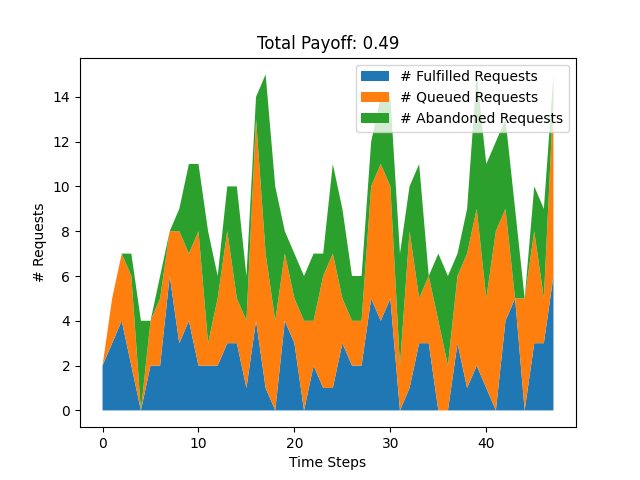 Total Payoff: 0.49
# Fulfilled Requests
# Queued Requests
# Abandoned Requests
# Requests
14
12
10
8
6
4
2
0
0 10 20 30 40
Time Steps